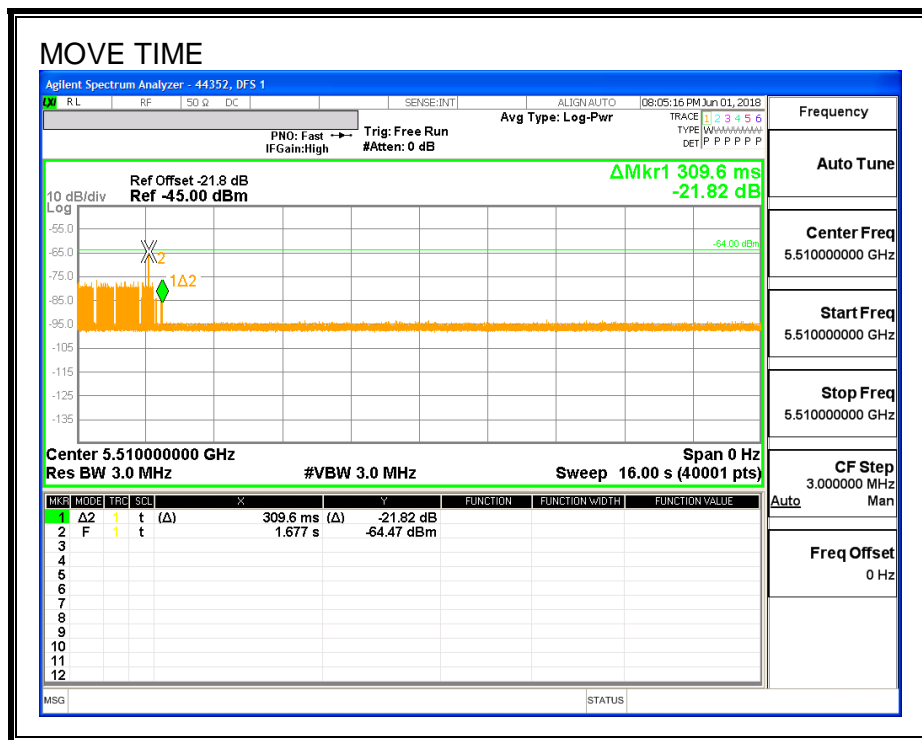 MOVE TIME
Agilent Spectrum Analyzer - 44352, DFS 1
LXI RL RF 50 Ω DC SENSE:INT ALIGN AUTO 08:05:16 PM Jun 01, 2018
Avg Type: Log-Pwr TRACE 1 2 3 4 5 6
PNO: Fast Trig: Free Run TYPE
IFGain:High #Atten: 0 dB DET P P P P P P
ΔMkr1 309.6 ms
-21.82 dB
Ref Offset -21.8 dB
10 dB/div Ref -45.00 dBm
Log
-55.0
-65.0
-75.0
-85.0
-95.0
-105
-115
-125
-135
-64.00 dBm
2
1Δ2
Center 5.510000000 GHz Span 0 Hz
Res BW 3.0 MHz #VBW 3.0 MHz Sweep 16.00 s (40001 pts)
MKR MODE TRC SCL X Y FUNCTION FUNCTION WIDTH FUNCTION VALUE
1 Δ2 1 t (Δ) 309.6 ms (Δ) -21.82 dB
2 F 1 t 1.677 s -64.47 dBm
3
4
5
6
7
8
9
10
11
12
MSG STATUS
Frequency
Auto Tune
Center Freq
5.510000000 GHz
Start Freq
5.510000000 GHz
Stop Freq
5.510000000 GHz
CF Step
3.000000 MHz
Auto Man
Freq Offset
0 Hz